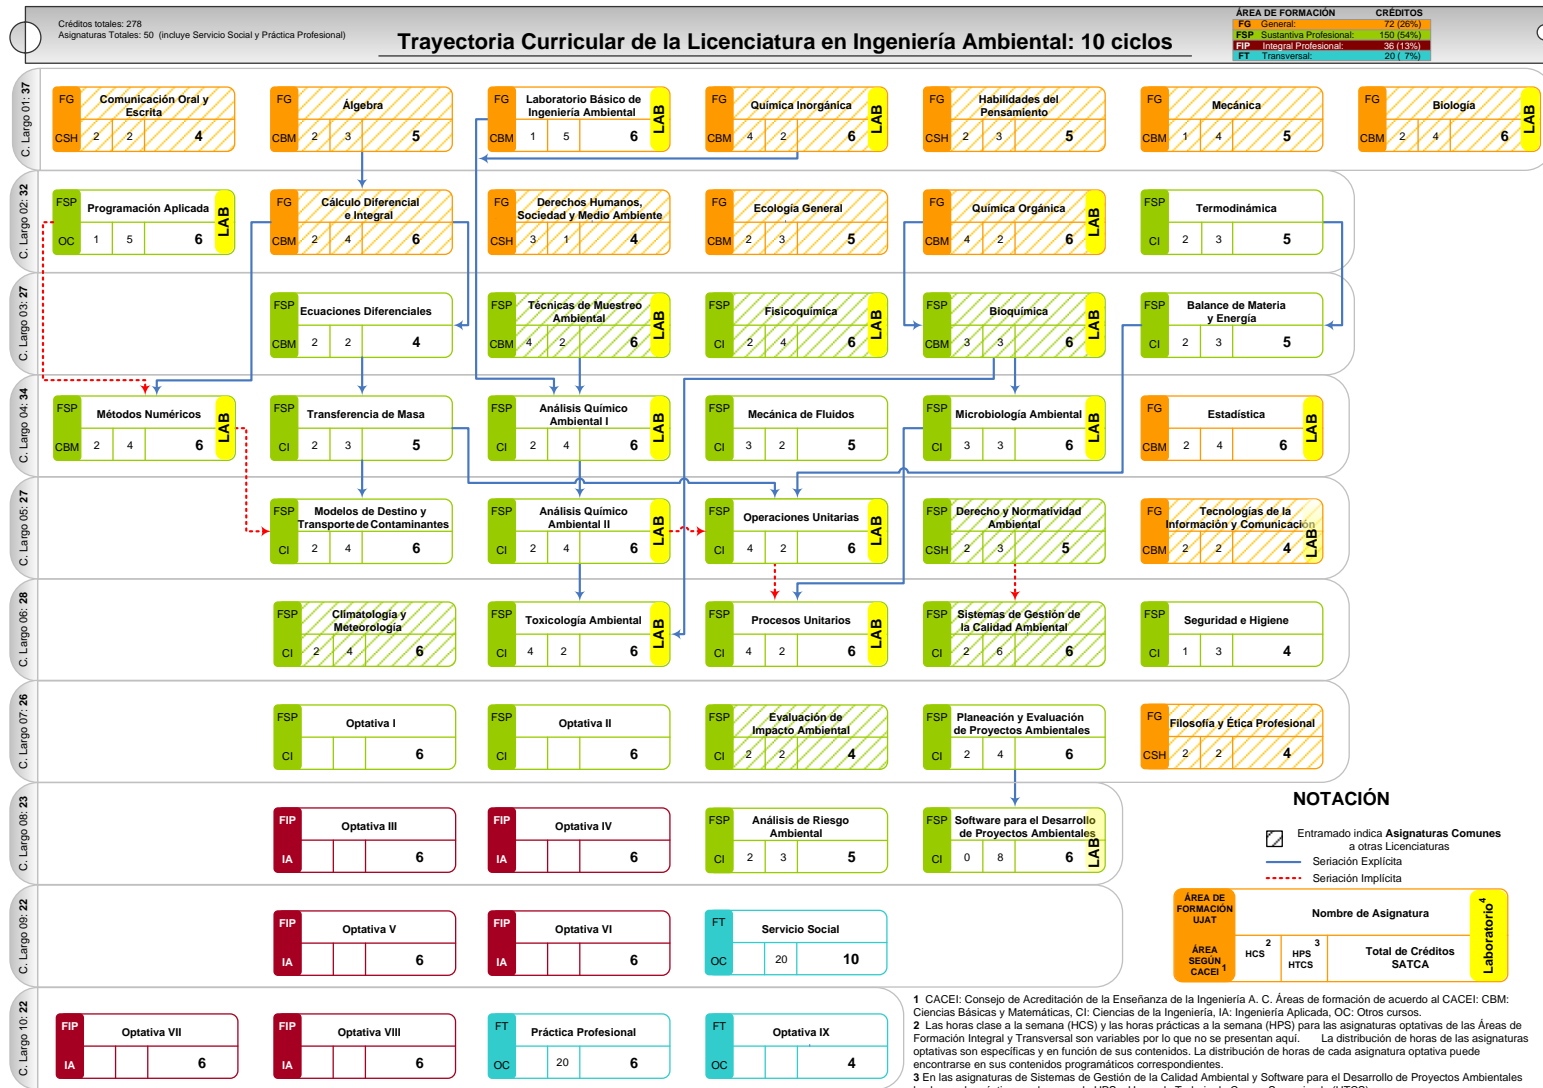 Créditos totales: 278
Asignaturas Totales: 50 (incluye Servicio Social y Práctica Profesional)
Trayectoria Curricular de la Licenciatura en Ingeniería Ambiental: 10 ciclos
ÁREA DE FORMACIÓN CRÉDITOS
FG General: 72 (26%)
FSP Sustantiva Profesional: 150 (54%)
FIP Integral Profesional: 36 (13%)
FT Transversal: 20 ( 7%)
C. Largo 01: 37
FG Comunicación Oral y
Escrita
CSH 2 2 4
FG Álgebra
CBM 2 3 5
FG Laboratorio Básico de
Ingeniería Ambiental
CBM 1 5 6 LAB
FG Química Inorgánica
CBM 4 2 6 LAB
FG Habilidades del
Pensamiento
CSH 2 3 5
FG Mecánica
CBM 1 4 5
FG Biología
CBM 2 4 6 LAB
C. Largo 02: 32
FSP Programación Aplicada
OC 1 5 6 LAB
FG Cálculo Diferencial
e Integral
CBM 2 4 6
FG Derechos Humanos,
Sociedad y Medio Ambiente
CSH 3 1 4
FG Ecología General
CBM 2 3 5
FG Química Orgánica
CBM 4 2 6 LAB
FSP Termodinámica
CI 2 3 5
C. Largo 03: 27
FSP Ecuaciones Diferenciales
CBM 2 2 4
FSP Técnicas de Muestreo
Ambiental
CBM 4 2 6 LAB
FSP Fisicoquímica
CI 2 4 6 LAB
FSP Bioquímica
CBM 3 3 6 LAB
FSP Balance de Materia
y Energía
CI 2 3 5
C. Largo 04: 34
FSP Métodos Numéricos
CBM 2 4 6 LAB
FSP Transferencia de Masa
CI 2 3 5
FSP Análisis Químico
Ambiental I
CI 2 4 6 LAB
FSP Mecánica de Fluidos
CI 3 2 5
FSP Microbiología Ambiental
CI 3 3 6 LAB
FG Estadística
CBM 2 4 6 LAB
C. Largo 05: 27
FSP Modelos de Destino y
Transporte de Contaminantes
CI 2 4 6
FSP Análisis Químico
Ambiental II
CI 2 4 6 LAB
FSP Operaciones Unitarias
CI 4 2 6 LAB
FSP Derecho y Normatividad
Ambiental
CSH 2 3 5
FG Tecnologías de la
Información y Comunicación
CBM 2 2 4 LAB
C. Largo 06: 28
FSP Climatología y
Meteorología
CI 2 4 6
FSP Toxicología Ambiental
CI 4 2 6 LAB
FSP Procesos Unitarios
CI 4 2 6 LAB
FSP Sistemas de Gestión de
la Calidad Ambiental
CI 2 6 6
FSP Seguridad e Higiene
CI 1 3 4
C. Largo 07: 26
FSP Optativa I
CI 6
FSP Optativa II
CI 6
FSP Evaluación de
Impacto Ambiental
CI 2 2 4
FSP Planeación y Evaluación
de Proyectos Ambientales
CI 2 4 6
FG Filosofía y Ética Profesional
CSH 2 2 4
C. Largo 08: 23
FIP Optativa III
IA 6
FIP Optativa IV
IA 6
FSP Análisis de Riesgo
Ambiental
CI 2 3 5
FSP Software para el Desarrollo
de Proyectos Ambientales
CI 0 8 6 LAB
C. Largo 09: 22
FIP Optativa V
IA 6
FIP Optativa VI
IA 6
FT Servicio Social
OC 20 10
C. Largo 10: 22
FIP Optativa VII
IA 6
FIP Optativa VIII
IA 6
FT Práctica Profesional
OC 20 6
FT Optativa IX
OC 4
NOTACIÓN
Entramado indica Asignaturas Comunes
a otras Licenciaturas
Seriación Explícita
Seriación Implícita
ÁREA DE
FORMACIÓN
UJAT
Nombre de Asignatura
ÁREA
SEGÚN
CACEI 1
HCS 2
HPS 3
HTCS
Total de Créditos
SATCA
Laboratorio 4
1 CACEI: Consejo de Acreditación de la Enseñanza de la Ingeniería A. C. Áreas de formación de acuerdo al CACEI: CBM:
Ciencias Básicas y Matemáticas, CI: Ciencias de la Ingeniería, IA: Ingeniería Aplicada, OC: Otros cursos.
2 Las horas clase a la semana (HCS) y las horas prácticas a la semana (HPS) para las asignaturas optativas de las Áreas de
Formación Integral y Transversal son variables por lo que no se presentan aquí. La distribución de horas de las asignaturas
optativas son específicas y en función de sus contenidos. La distribución de horas de cada asignatura optativa puede
encontrarse en sus contenidos programáticos correspondientes.
3 En las asignaturas de Sistemas de Gestión de la Calidad Ambiental y Software para el Desarrollo de Proyectos Ambientales